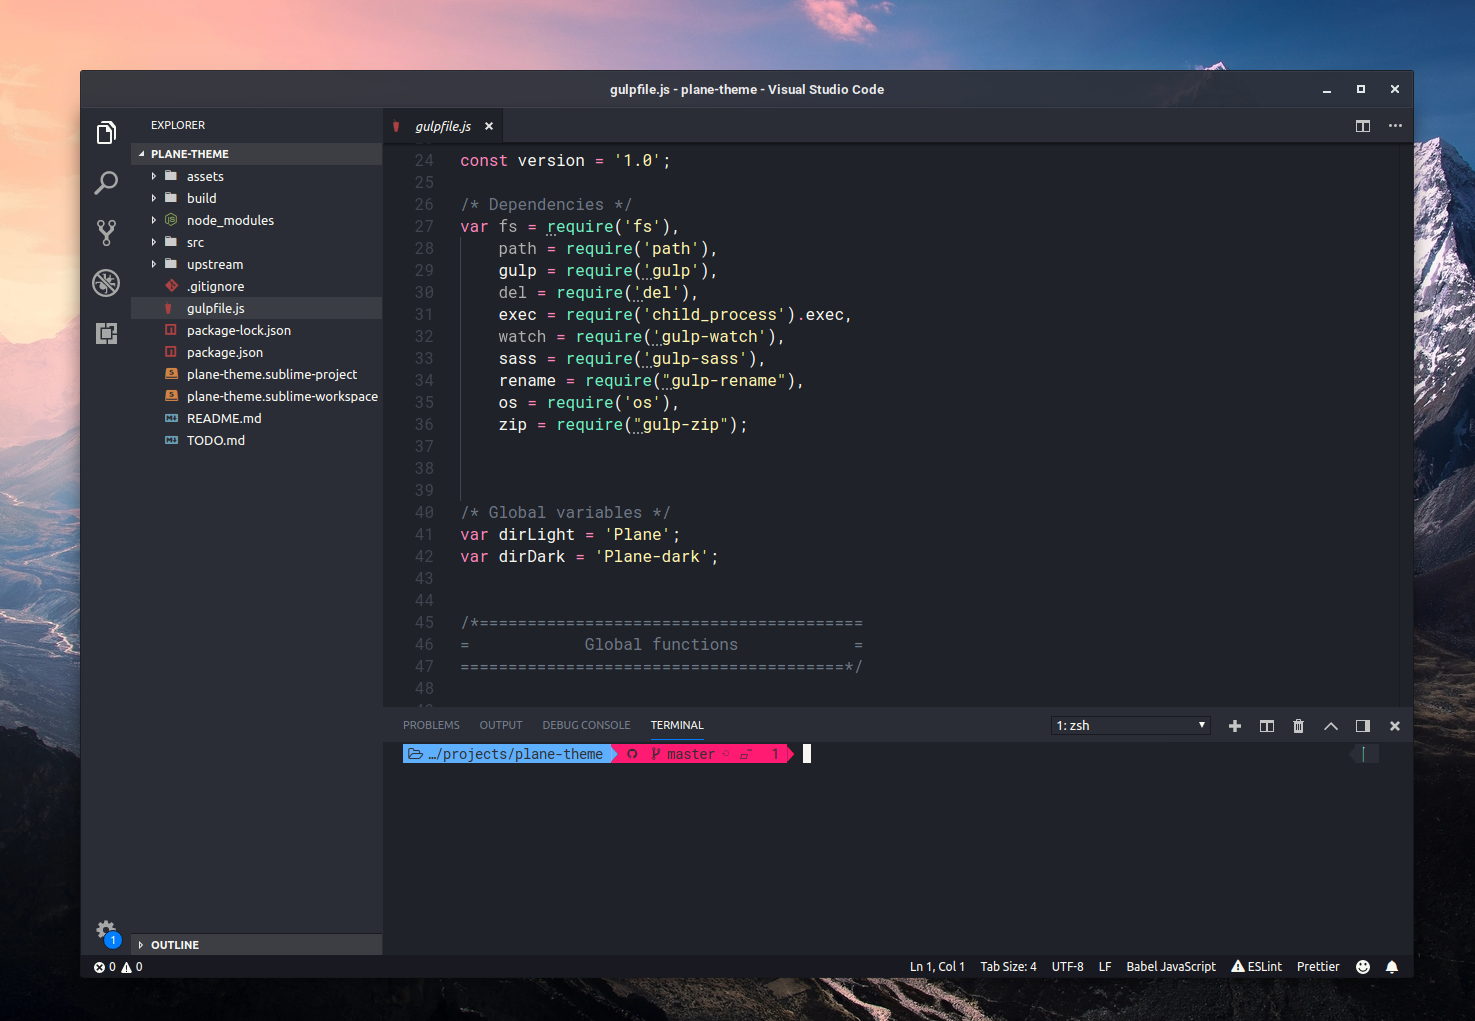 gulpfile.js - plane-theme - Visual Studio Code
EXPLORER
PLANE-THEME
assets
build
node_modules
src
upstream
.gitignore
gulpfile.js
package-lock.json
package.json
plane-theme.sublime-project
plane-theme.sublime-workspace
README.md
TODO.md
OUTLINE
1
gulpfile.js
24 const version = '1.0';
25
26 /* Dependencies */
27 var fs = require('fs'),
28 path = require('path'),
29 gulp = require('gulp'),
30 del = require('del'),
31 exec = require('child_process').exec,
32 watch = require('gulp-watch'),
33 sass = require('gulp-sass'),
34 rename = require("gulp-rename"),
35 os = require('os'),
36 zip = require("gulp-zip");
37
38
39
40 /* Global variables */
41 var dirLight = 'Plane';
42 var dirDark = 'Plane-dark';
43
44
45 /*========================================
46 = Global functions =
47 ========================================*/
48
PROBLEMS OUTPUT DEBUG CONSOLE TERMINAL 1: zsh
…/projects/plane-theme master 1
0 0 Ln 1, Col 1 Tab Size: 4 UTF-8 LF Babel JavaScript ESLint Prettier